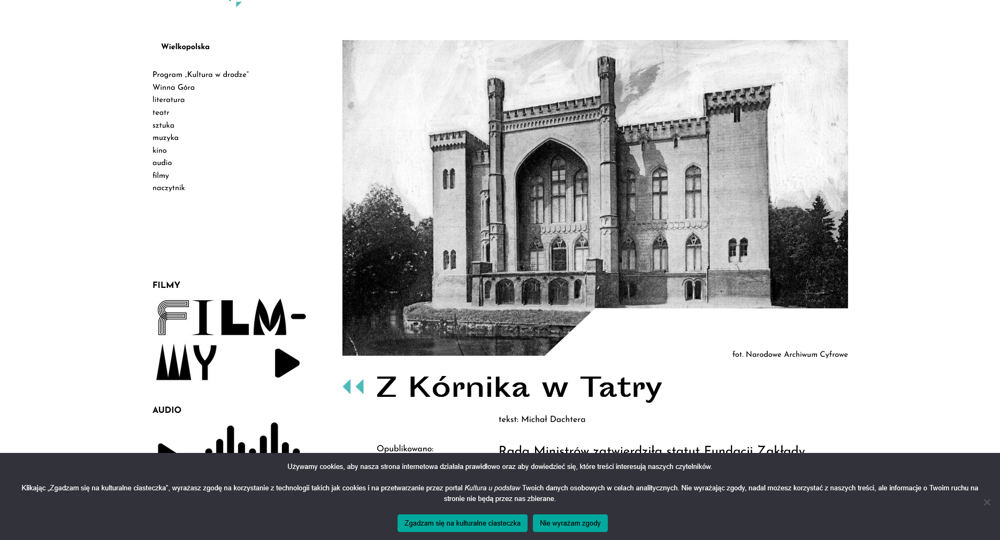 Wielkopolska
Program „Kultura w drodze”
Winna Góra
literatura
teatr
sztuka
muzyka
kino
audio
filmy
naczytnik
FILMY
FILM-
MY
AUDIO
fot. Narodowe Archiwum Cyfrowe
Z Kórnika w Tatry
tekst: Michał Dachtera
Opublikowano:
Rada Ministrów zatwierdziła statut Fundacji Zakłady
Używamy cookies, aby nasza strona internetowa działała prawidłowo oraz aby dowiedzieć się, które treści interesują naszych czytelników.
Klikając „Zgadzam się na kulturalne ciasteczka”, wyrażasz zgodę na korzystanie z technologii takich jak cookies i na przetwarzanie przez portal Kultura u podstaw Twoich danych osobowych w celach analitycznych. Nie wyrażając zgody, nadal możesz korzystać z naszych treści, ale informacje o Twoim ruchu na
stronie nie będą przez nas zbierane.
Zgadzam się na kulturalne ciasteczka
Nie wyrażam zgody